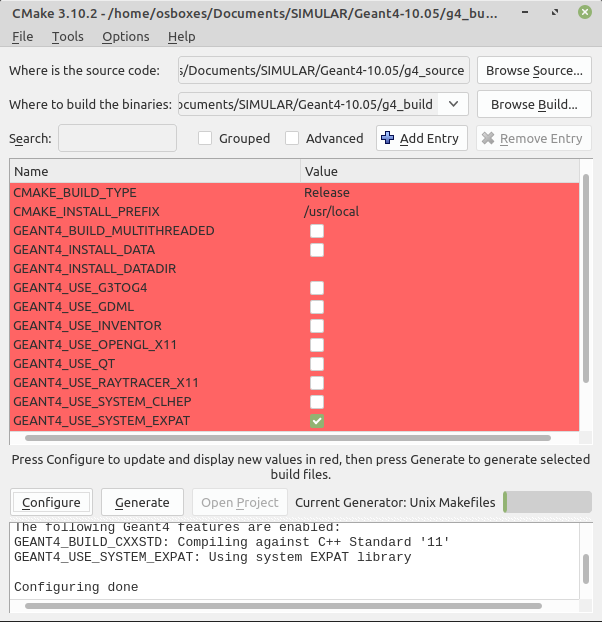 CMake 3.10.2 - /home/osboxes/Documents/SIMULAR/Geant4-10.05/g4_bu...
File Tools Options Help
Where is the source code: s/Documents/SIMULAR/Geant4-10.05/g4_source Browse Source...
Where to build the binaries: ocuments/SIMULAR/Geant4-10.05/g4_build Browse Build...
Search: Grouped Advanced Add Entry Remove Entry
Name Value
CMAKE_BUILD_TYPE Release
CMAKE_INSTALL_PREFIX /usr/local
GEANT4_BUILD_MULTITHREADED
GEANT4_INSTALL_DATA
GEANT4_INSTALL_DATADIR
GEANT4_USE_G3TOG4
GEANT4_USE_GDML
GEANT4_USE_INVENTOR
GEANT4_USE_OPENGL_X11
GEANT4_USE_QT
GEANT4_USE_RAYTRACER_X11
GEANT4_USE_SYSTEM_CLHEP
GEANT4_USE_SYSTEM_EXPAT
Press Configure to update and display new values in red, then press Generate to generate selected
build files.
Configure Generate Open Project Current Generator: Unix Makefiles
The following Geant4 features are enabled:
GEANT4_BUILD_CXXSTD: Compiling against C++ Standard '11'
GEANT4_USE_SYSTEM_EXPAT: Using system EXPAT library
Configuring done